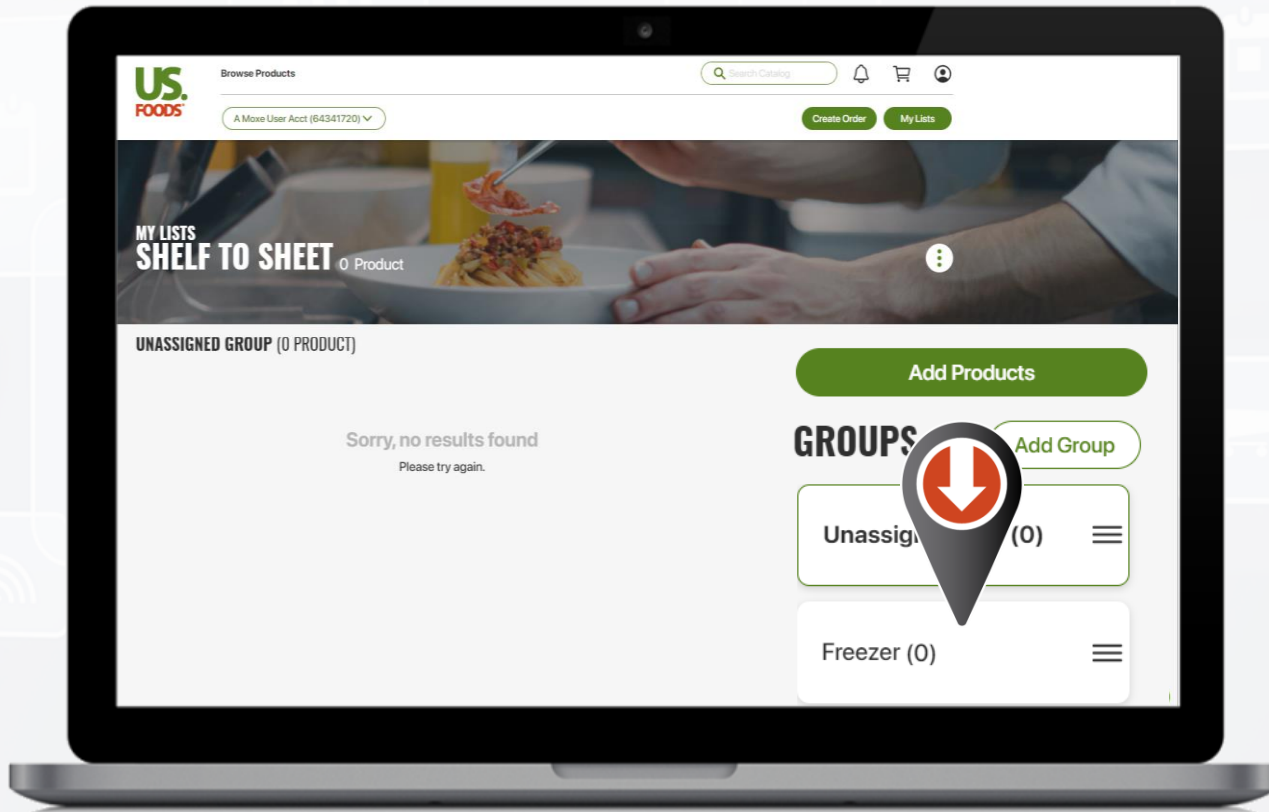 US.
FOODS
Browse Products
Search Catalog
A Moxe User Acct (64341720)
Create Order
My Lists
MY LISTS
SHELF TO SHEET 0 Product
UNASSIGNED GROUP (0 PRODUCT)
Add Products
Sorry, no results found
Please try again.
GROUPS
Add Group
(0)
Freezer (0)